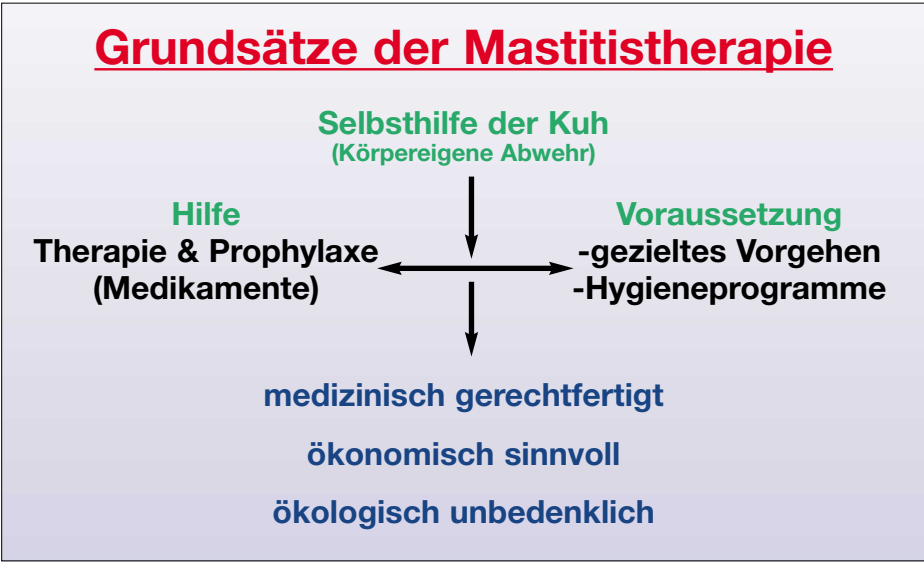 Grundsätze der Mastitistherapie
Selbsthilfe der Kuh
(Körpereigene Abwehr)
Hilfe
Therapie & Prophylaxe
(Medikamente)
Voraussetzung
-gezieltes Vorgehen
-Hygieneprogramme
medizinisch gerechtfertigt
ökonomisch sinnvoll
ökologisch unbedenklich